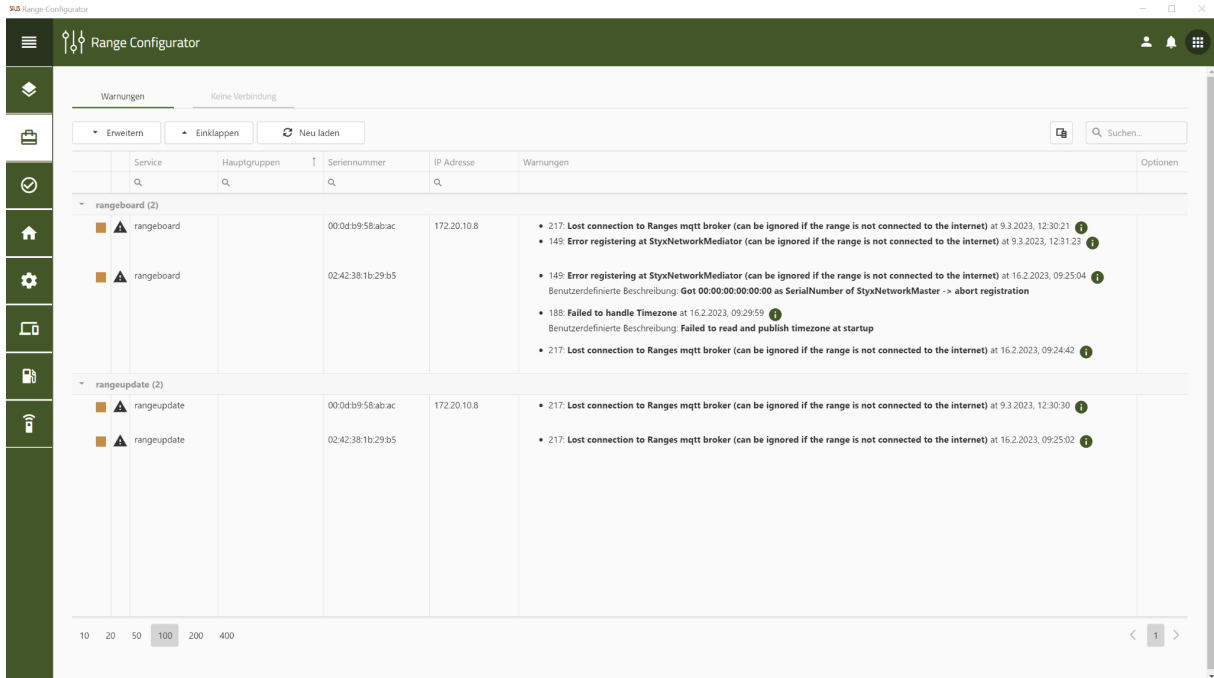 SIUS Range Configurator
Range Configurator
Warnungen Keine Verbindung
Erweitern Einklappen Neu laden Suchen...
Service Hauptgruppen Seriennummer IP Adresse Warnungen Optionen
rangeboard (2)
rangeboard 00:0d:b9:58:ab:ac 172.20.10.8 • 217: Lost connection to Ranges mqtt broker (can be ignored if the range is not connected to the internet) at 9.3.2023, 12:30:21
• 149: Error registering at StyxNetworkMediator (can be ignored if the range is not connected to the internet) at 9.3.2023, 12:31:23
rangeboard 02:42:38:1b:29:b5 • 149: Error registering at StyxNetworkMediator (can be ignored if the range is not connected to the internet) at 16.2.2023, 09:25:04
Benutzerdefinierte Beschreibung: Got 00:00:00:00:00:00 as SerialNumber of StyxNetworkMaster -> abort registration
• 188: Failed to handle Timezone at 16.2.2023, 09:29:59
Benutzerdefinierte Beschreibung: Failed to read and publish timezone at startup
• 217: Lost connection to Ranges mqtt broker (can be ignored if the range is not connected to the internet) at 16.2.2023, 09:24:42
rangeupdate (2)
rangeupdate 00:0d:b9:58:ab:ac 172.20.10.8 • 217: Lost connection to Ranges mqtt broker (can be ignored if the range is not connected to the internet) at 9.3.2023, 12:30:30
rangeupdate 02:42:38:1b:29:b5 • 217: Lost connection to Ranges mqtt broker (can be ignored if the range is not connected to the internet) at 16.2.2023, 09:25:02
10 20 50 100 200 400 1